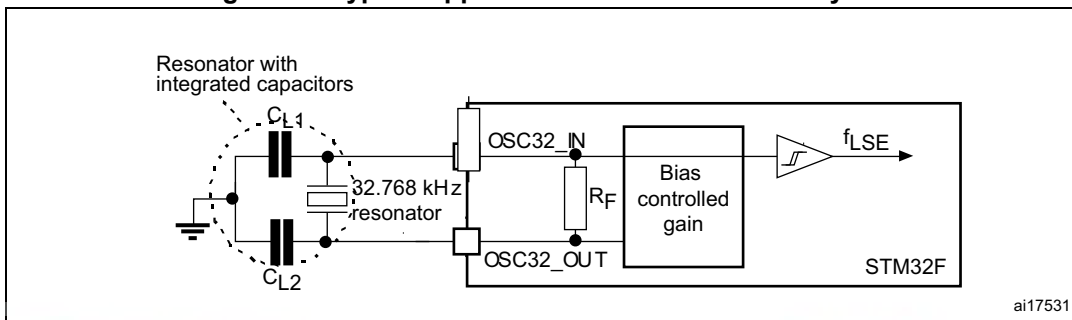 Resonator with
integrated capacitors
CL1
OSC32_IN
fLSE
32.768 kHz
resonator
RF
Bias
controlled
gain
OSC32_OUT
STM32F
CL2
ai17531